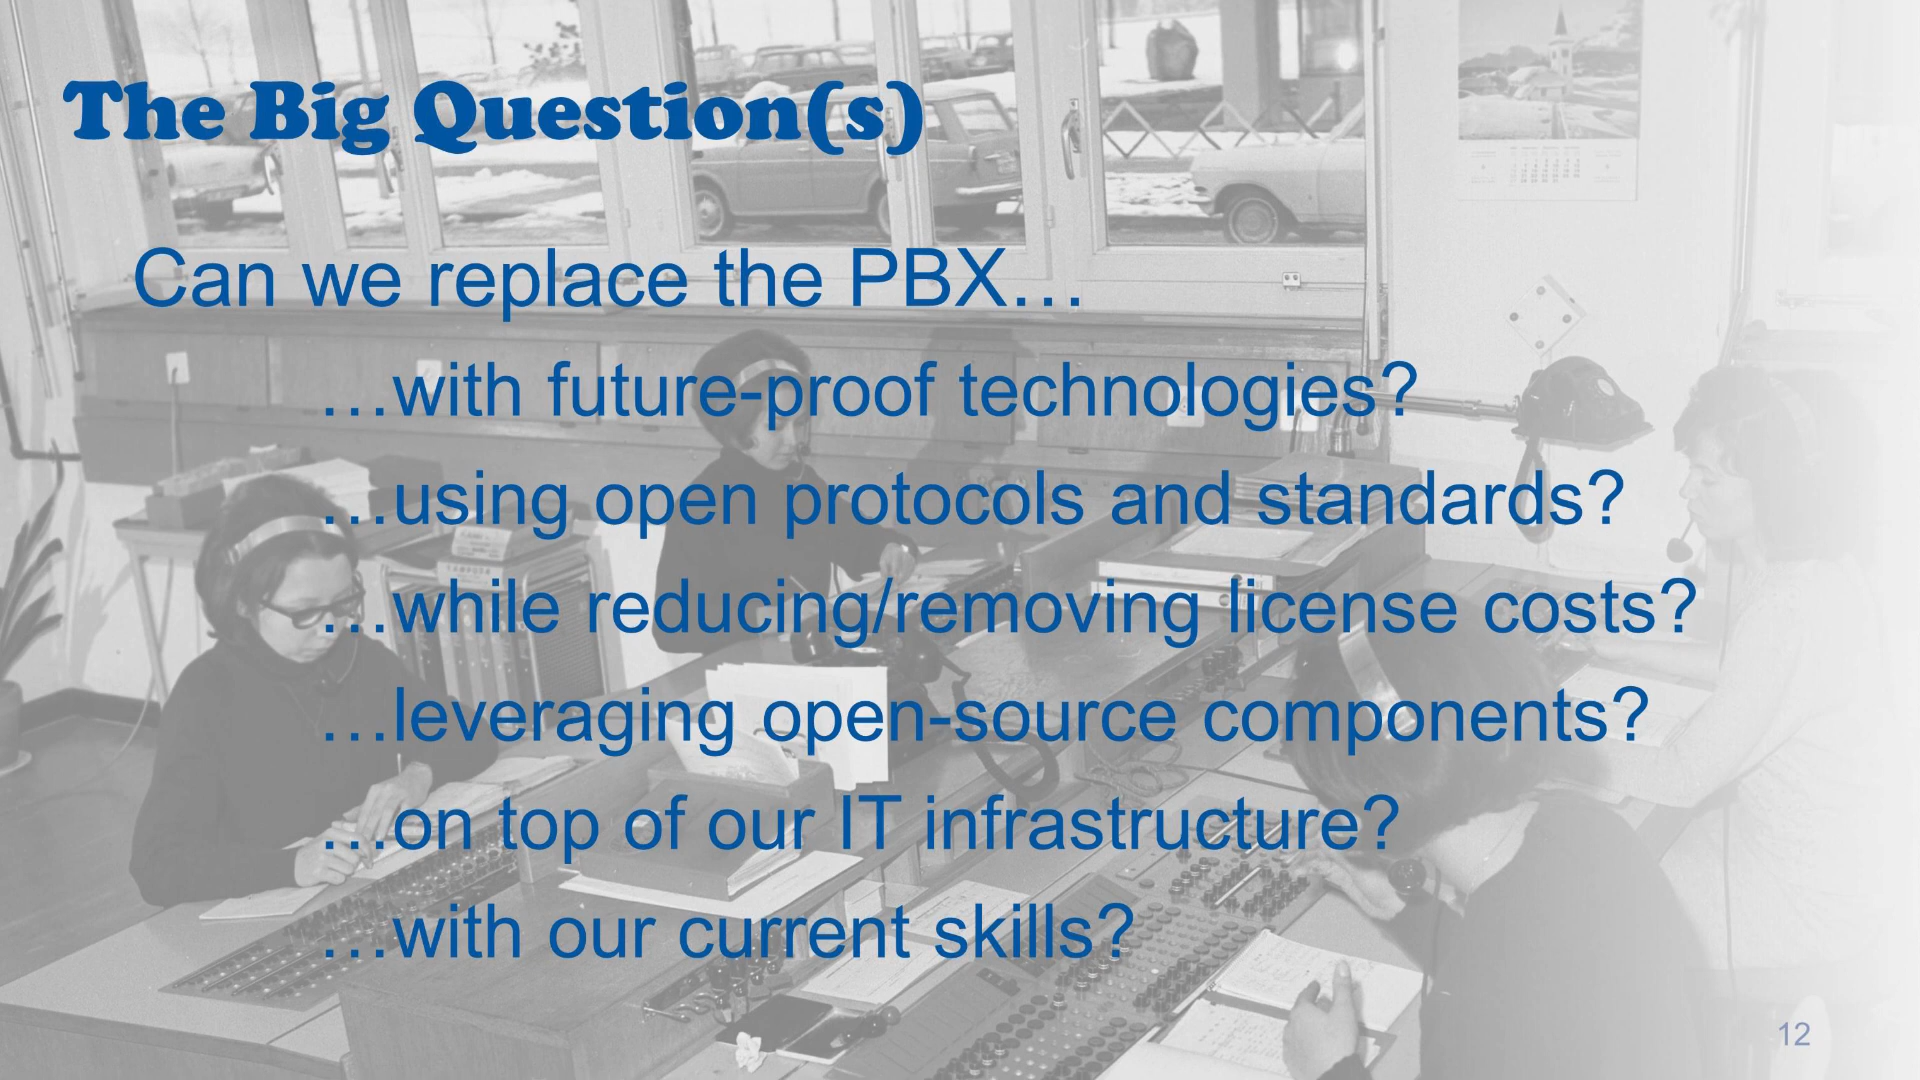 The Big Question(s)
Can we replace the PBX…
…with future-proof technologies?
…using open protocols and standards?
…while reducing/removing license costs?
…leveraging open-source components?
…on top of our IT infrastructure?
…with our current skills?
12